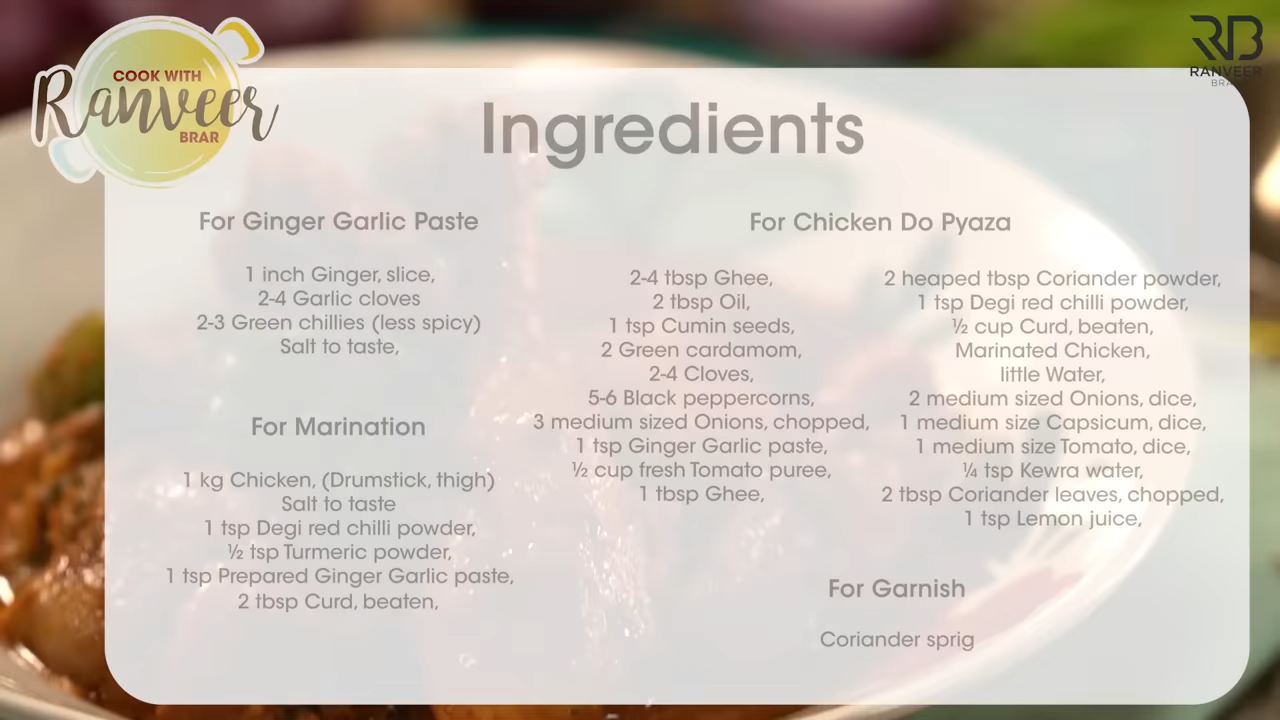 COOK WITH
Ranveer
BRAR
RB
RANVEER
BRAR
Ingredients
For Ginger Garlic Paste
1 inch Ginger, slice,
2-4 Garlic cloves
2-3 Green chillies (less spicy)
Salt to taste,
For Marination
1 kg Chicken, (Drumstick, thigh)
Salt to taste
1 tsp Degi red chilli powder,
½ tsp Turmeric powder,
1 tsp Prepared Ginger Garlic paste,
2 tbsp Curd, beaten,
For Chicken Do Pyaza
2-4 tbsp Ghee,
2 tbsp Oil,
1 tsp Cumin seeds,
2 Green cardamom,
2-4 Cloves,
5-6 Black peppercorns,
3 medium sized Onions, chopped,
1 tsp Ginger Garlic paste,
½ cup fresh Tomato puree,
1 tbsp Ghee,
2 heaped tbsp Coriander powder,
1 tsp Degi red chilli powder,
½ cup Curd, beaten,
Marinated Chicken,
little Water,
2 medium sized Onions, dice,
1 medium size Capsicum, dice,
1 medium size Tomato, dice,
¼ tsp Kewra water,
2 tbsp Coriander leaves, chopped,
1 tsp Lemon juice,
For Garnish
Coriander sprig